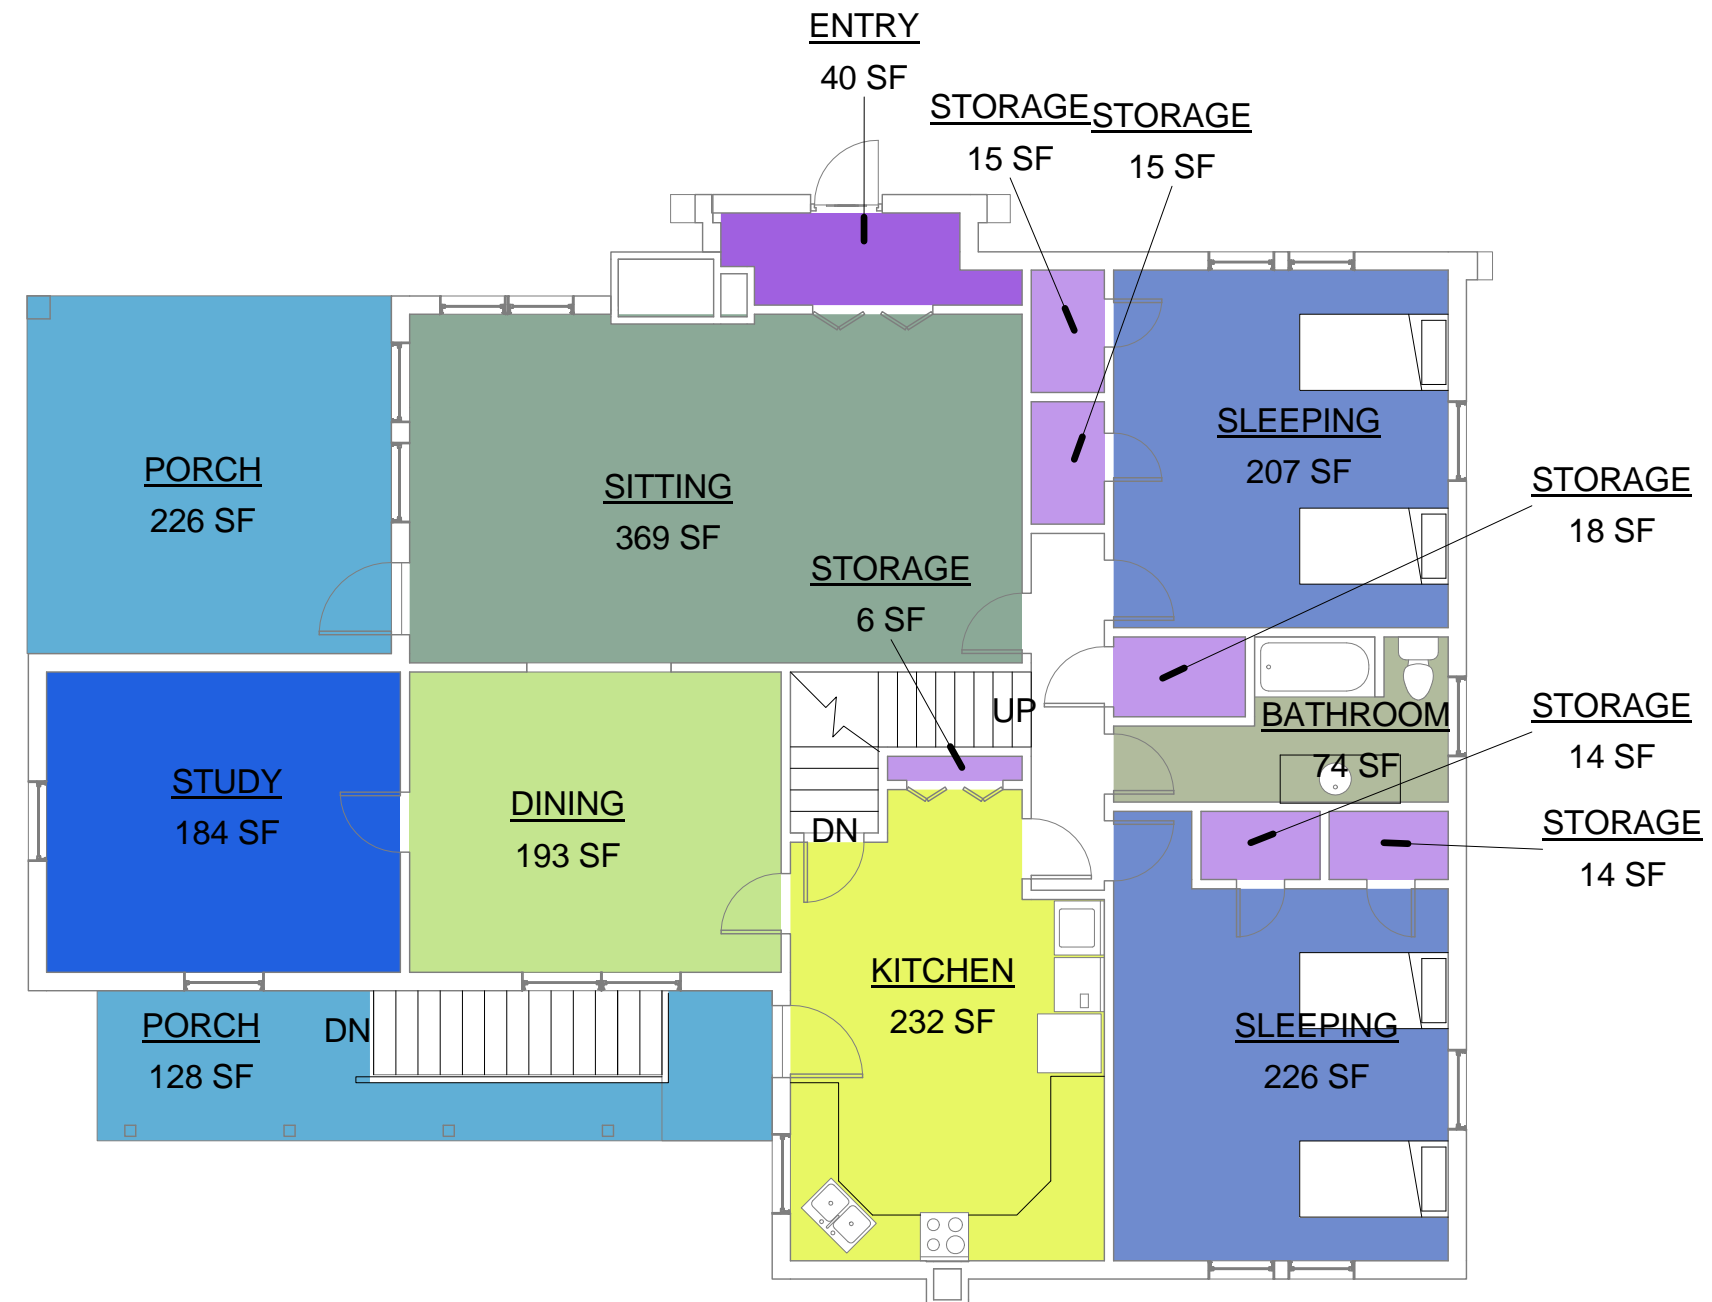 ENTRY
40 SF
STORAGE
15 SF
STORAGE
15 SF
PORCH
226 SF
SITTING
369 SF
SLEEPING
207 SF
STORAGE
18 SF
STORAGE
6 SF
UP
BATHROOM
74 SF
STORAGE
14 SF
STORAGE
14 SF
STUDY
184 SF
DINING
193 SF
DN
KITCHEN
232 SF
PORCH
128 SF
DN
SLEEPING
226 SF